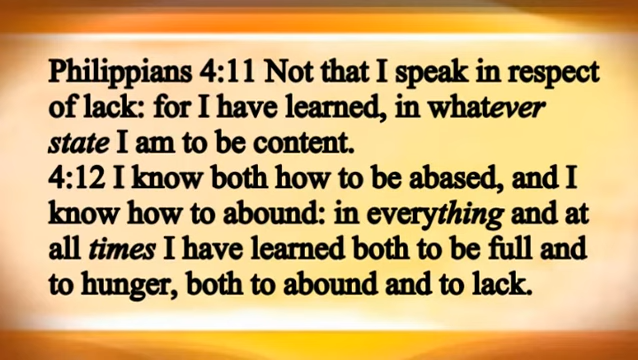 Philippians 4:11 Not that I speak in respect
of lack: for I have learned, in whatever
state I am to be content.
4:12 I know both how to be abased, and I
know how to abound: in everything and at
all times I have learned both to be full and
to hunger, both to abound and to lack.